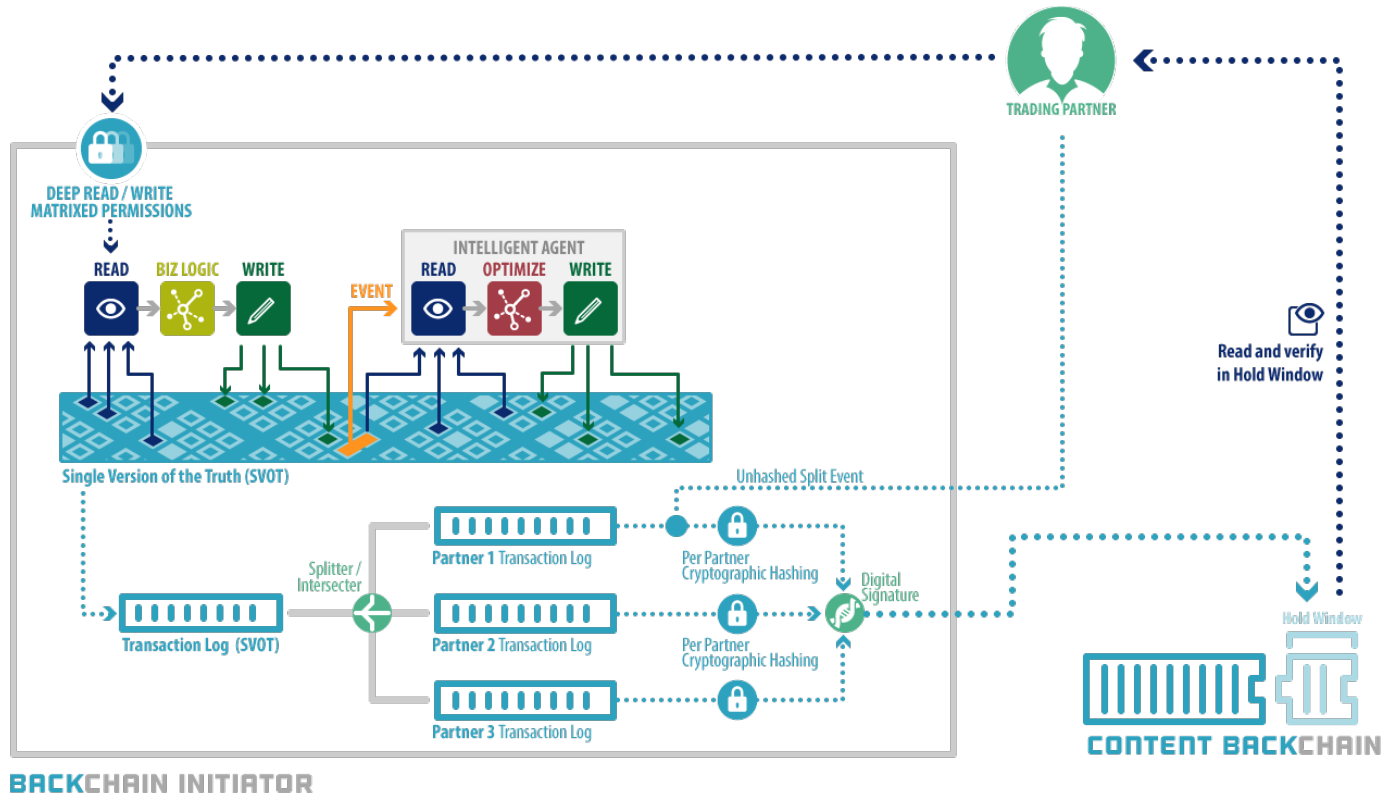 TRADING PARTNER
DEEP READ / WRITE
MATRIXED PERMISSIONS
READ
BIZ LOGIC
WRITE
EVENT
INTELLIGENT AGENT
READ
OPTIMIZE
WRITE
Read and verify
in Hold Window
Single Version of the Truth (SVOT)
Unhashed Split Event
Partner 1 Transaction Log
Per Partner
Cryptographic Hashing
Splitter /
Intersecter
Digital
Signature
Transaction Log (SVOT)
Partner 2 Transaction Log
Per Partner
Cryptographic Hashing
Hold Window
Partner 3 Transaction Log
CONTENT BACKCHAIN
BACKCHAIN INITIATOR